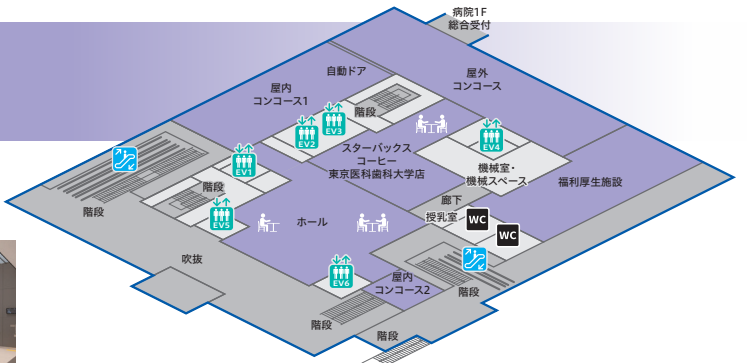 病院1F
総合受付
自動ドア
屋外
コンコース
屋内
コンコース1
階段
EV3
EV2
EV4
スターバックス
コーヒー
東京医科歯科大学店
EV1
機械室・
機械スペース
福利厚生施設
階段
廊下
階段
授乳室
WC
EV5
ホール
WC
吹抜
EV6
屋内
コンコース2
階段
階段
階段